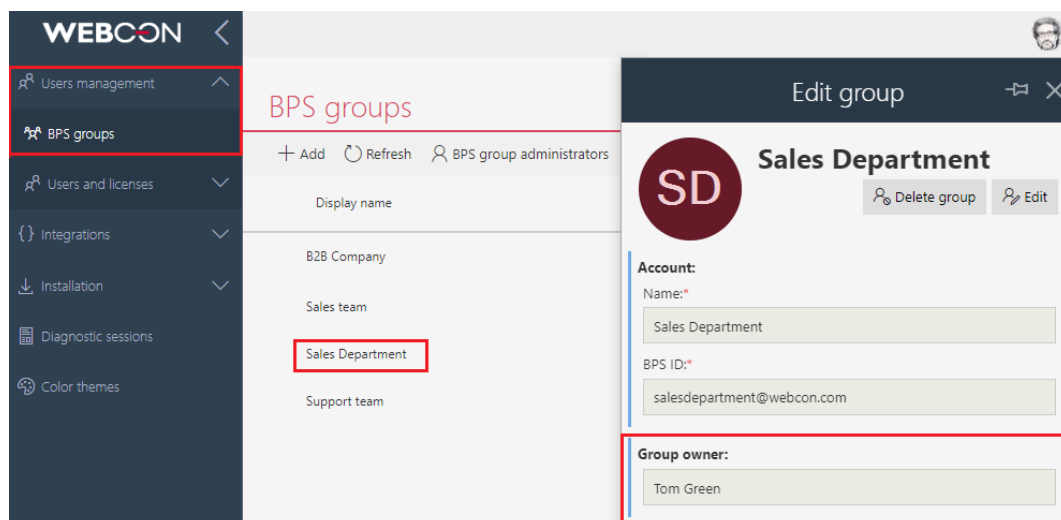 WEBCON
Users management
BPS groups
Users and licenses
{} Integrations
Installation
Diagnostic sessions
Color themes
BPS groups
+ Add Refresh BPS group administrators
Display name
B2B Company
Sales team
Sales Department
Support team
Edit group
SD
Sales Department
Delete group Edit
Account:
Name:*
Sales Department
BPS ID:*
salesdepartment@webcon.com
Group owner:
Tom Green